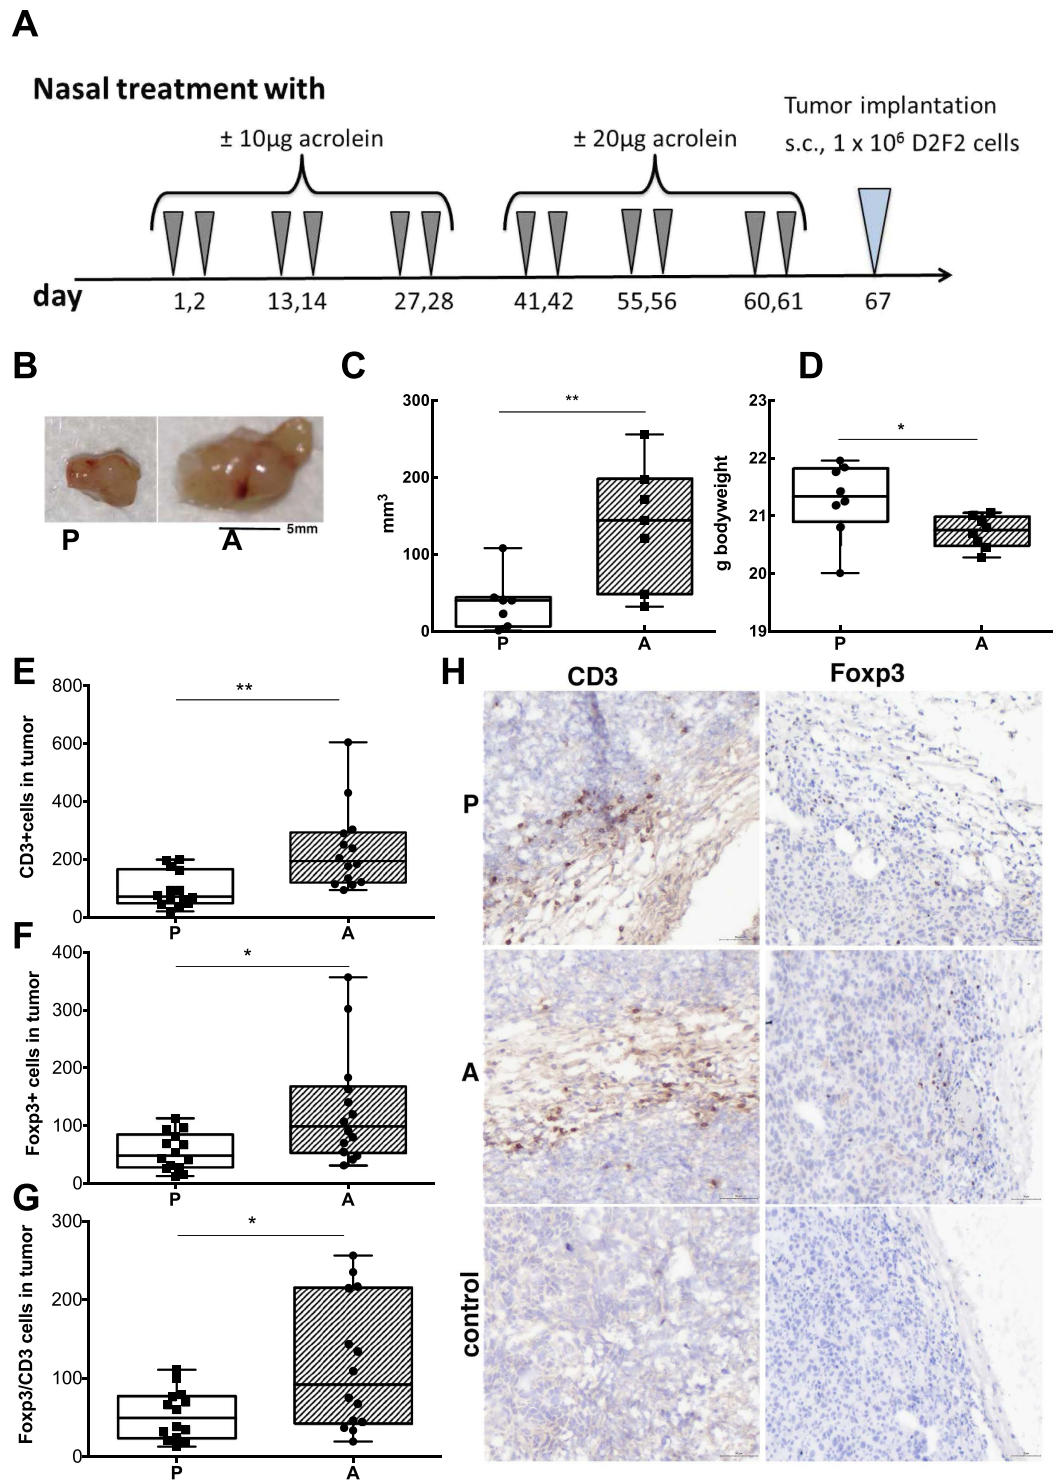 A
Nasal treatment with
± 10µg acrolein
± 20µg acrolein
Tumor implantation
s.c., 1 x 10⁶ D2F2 cells
day
1,2
13,14
27,28
41,42
55,56
60,61
67
B
P
A
5mm
C
**
300
200
100
0
mm³
P
A
D
*
23
22
21
20
19
g bodyweight
P
A
E
**
800
600
400
200
0
CD3+cells in tumor
P
A
F
*
400
300
200
100
0
Foxp3+ cells in tumor
P
A
G
*
300
200
100
0
Foxp3/CD3 cells in tumor
P
A
H
CD3
Foxp3
P
A
control